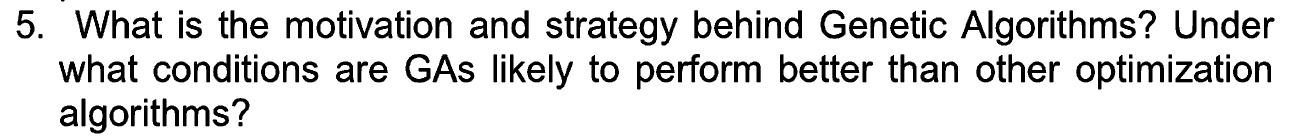 5. What is the motivation and strategy behind Genetic Algorithms? Under
what conditions are GAs likely to perform better than other optimization
algorithms?